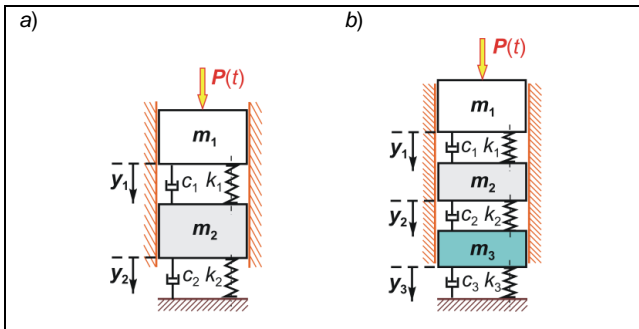 a)
P(t)
m₁
y₁
c₁ k₁
m₂
y₂
c₂ k₂
b)
P(t)
m₁
y₁
c₁ k₁
m₂
y₂
c₂ k₂
m₃
y₃
c₃ k₃